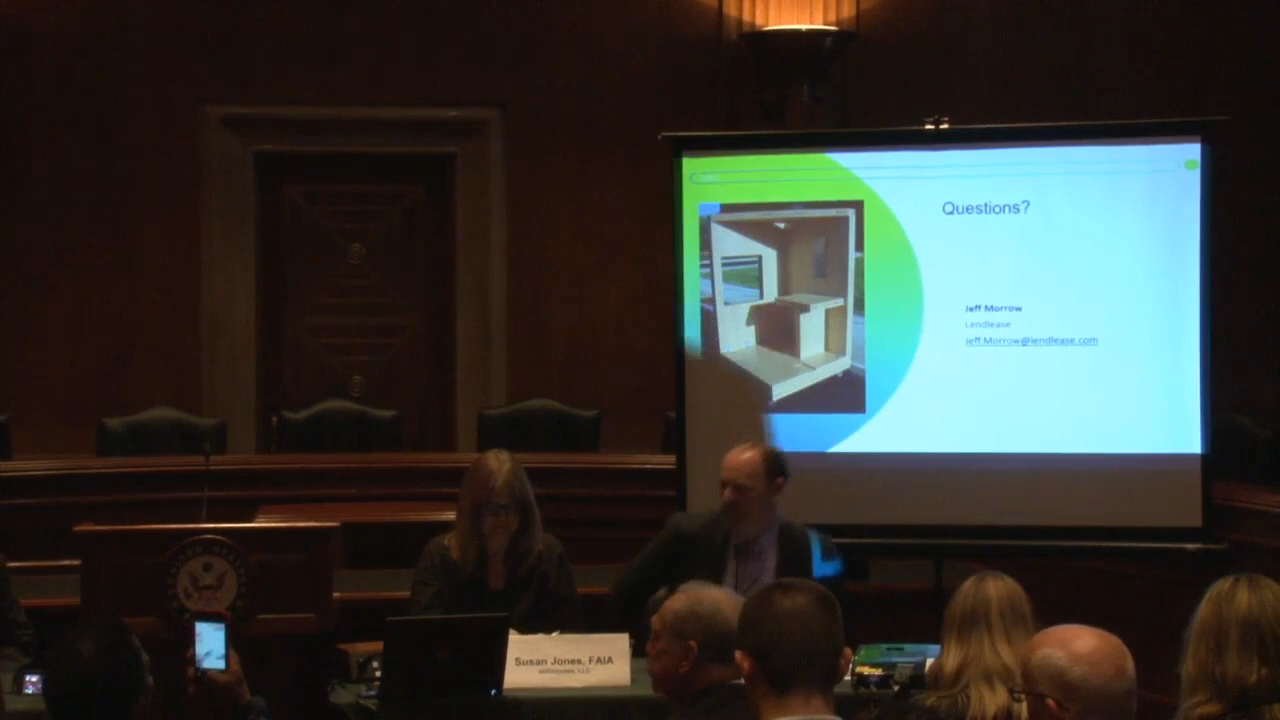 Questions?
Jeff Morrow
Lendlease
Jeff.Morrow@lendlease.com
Susan Jones, FAIA